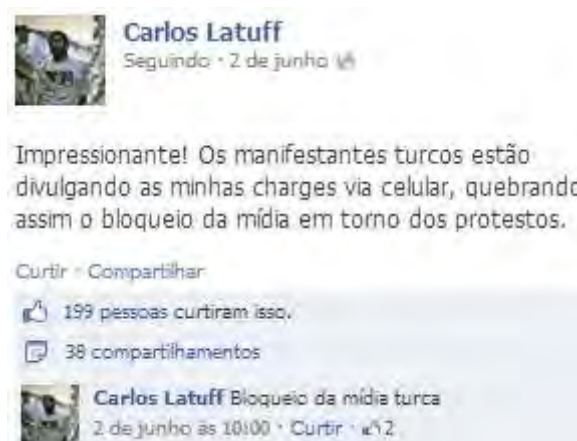 Carlos Latuff
Seguindo · 2 de junho
Impressionante! Os manifestantes turcos estão
divulgando as minhas charges via celular, quebrando
assim o bloqueio da mídia em torno dos protestos.
Curtir · Compartilhar
199 pessoas curtiram isso.
38 compartilhamentos
Carlos Latuff Bloqueio da mídia turca
2 de junho às 10:00 · Curtir · 2